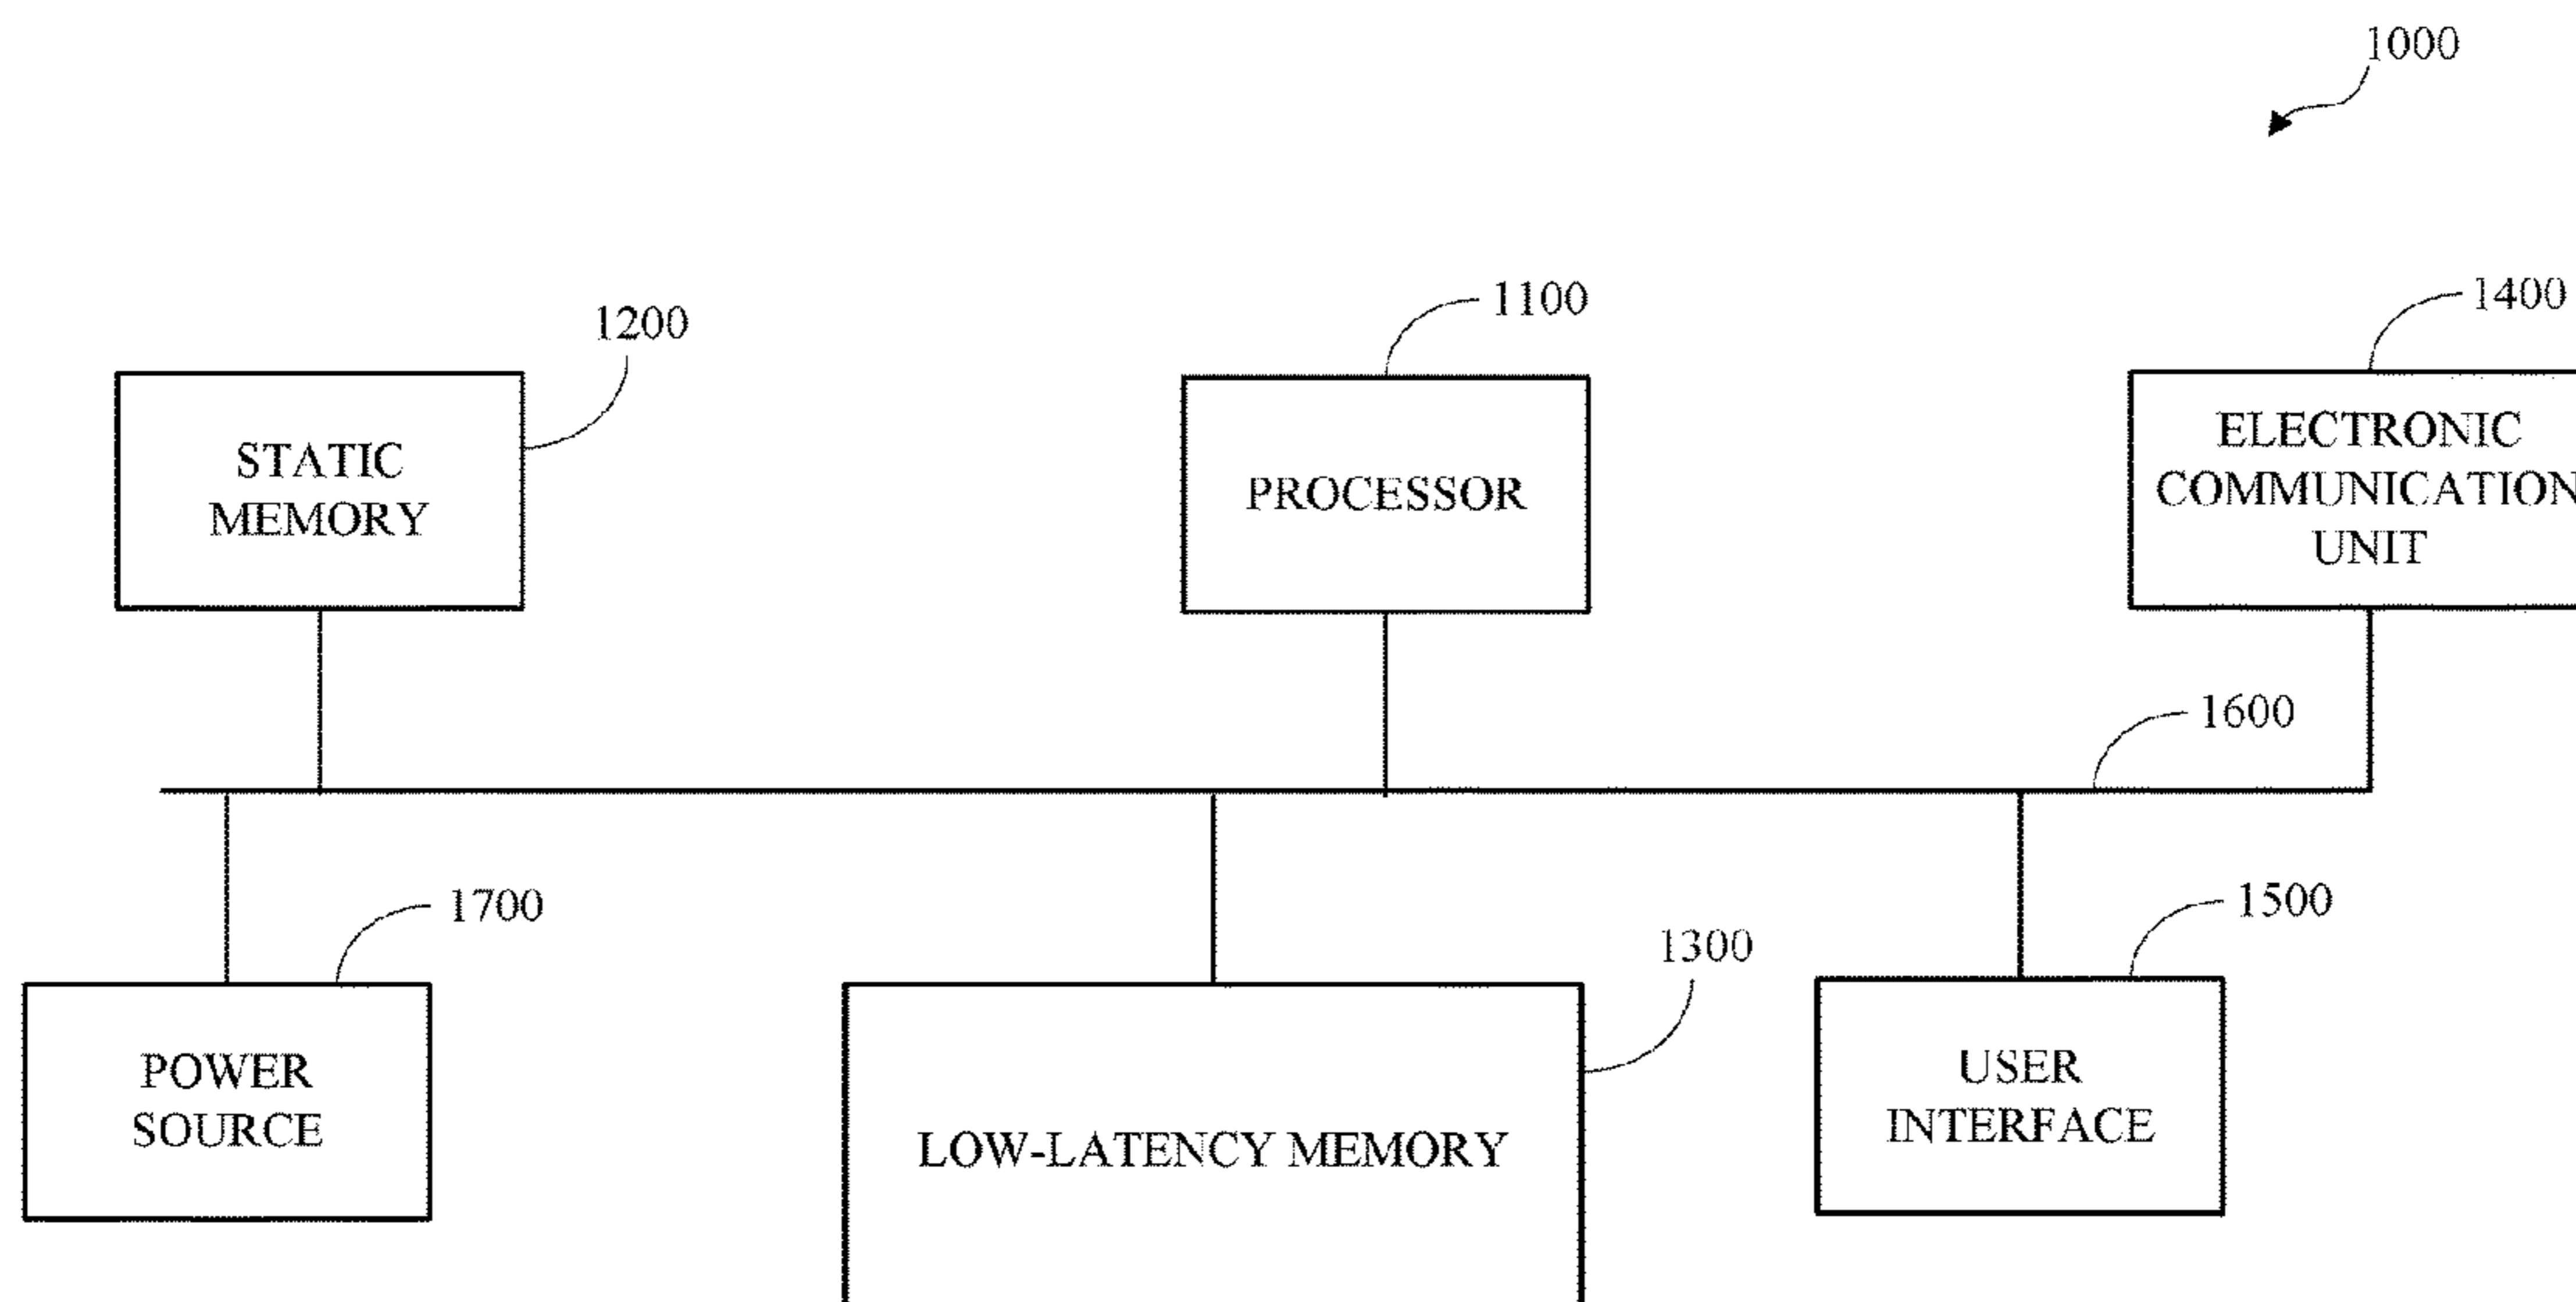 1000
1200
1100
1400
STATIC
MEMORY
PROCESSOR
ELECTRONIC
COMMUNICATION
UNIT
1600
1700
1300
1500
POWER
SOURCE
LOW-LATENCY MEMORY
USER
INTERFACE